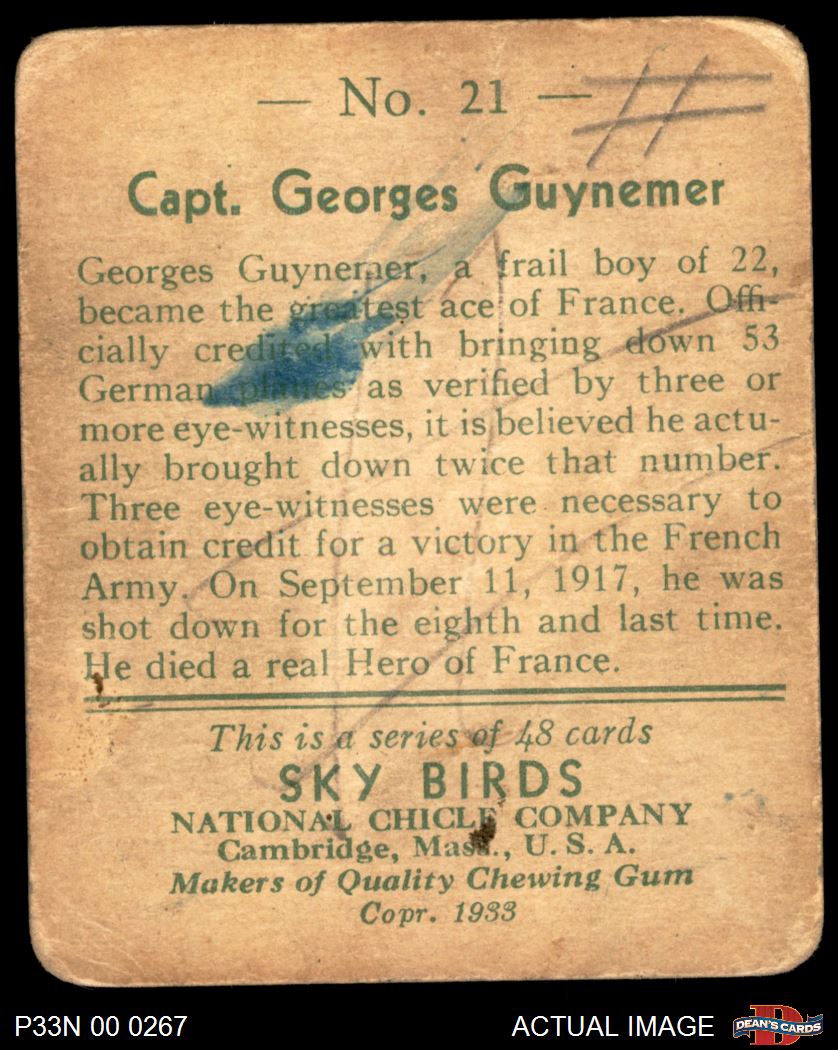 — No. 21 —
Capt. Georges Guynemer
Georges Guynemer, a frail boy of 22,
became the greatest ace of France. Offi-
cially credited with bringing down 53
German planes as verified by three or
more eye-witnesses, it is believed he actu-
ally brought down twice that number.
Three eye-witnesses were necessary to
obtain credit for a victory in the French
Army. On September 11, 1917, he was
shot down for the eighth and last time.
He died a real Hero of France.
This is a series of 48 cards
SKY BIRDS
NATIONAL CHICLE COMPANY
Cambridge, Mass., U. S. A.
Makers of Quality Chewing Gum
Copr. 1933
P33N 00 0267
ACTUAL IMAGE
D
DEAN'S CARDS